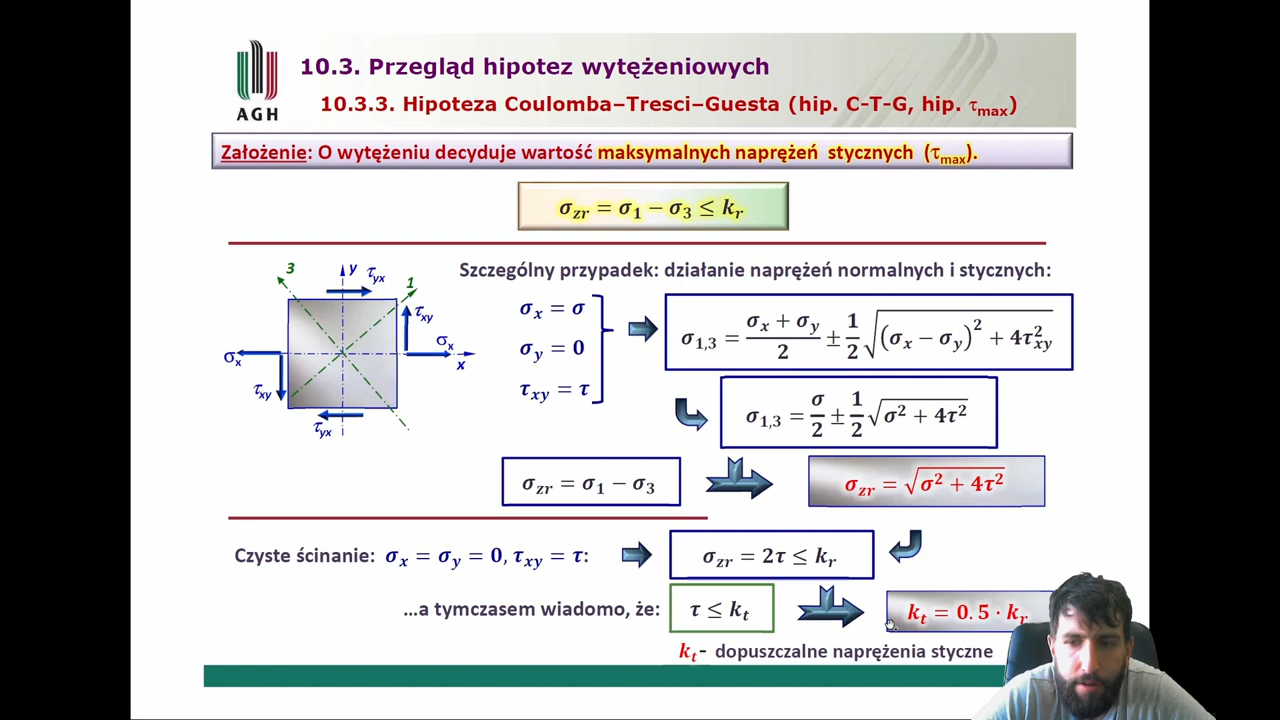 10.3. Przegląd hipotez wytężeniowych
10.3.3. Hipoteza Coulomba–Tresci–Guesta (hip. C-T-G, hip. τmax)
AGH
Założenie: O wytężeniu decyduje wartość maksymalnych naprężeń stycznych (τmax).
σzr = σ1 − σ3 ≤ kr
Szczególny przypadek: działanie naprężeń normalnych i stycznych:
3
y
τyx
1
τxy
σx
x
σx
τxy
τyx
σx = σ
σy = 0
τxy = τ
σ1,3 = (σx + σy)/2 ± 1/2 √((σx − σy)² + 4τ²xy)
σ1,3 = σ/2 ± 1/2 √(σ² + 4τ²)
σzr = σ1 − σ3
σzr = √(σ² + 4τ²)
Czyste ścinanie: σx = σy = 0, τxy = τ:
σzr = 2τ ≤ kr
...a tymczasem wiadomo, że:
τ ≤ kt
kt = 0.5 · kr
kt - dopuszczalne naprężenia styczne